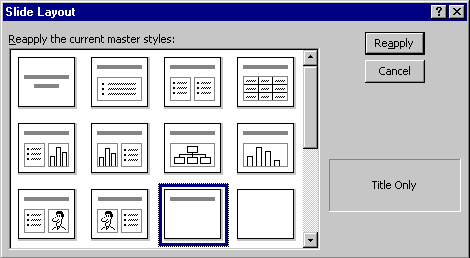 Slide Layout
Reapply the current master styles:
Reapply
Cancel
Title Only